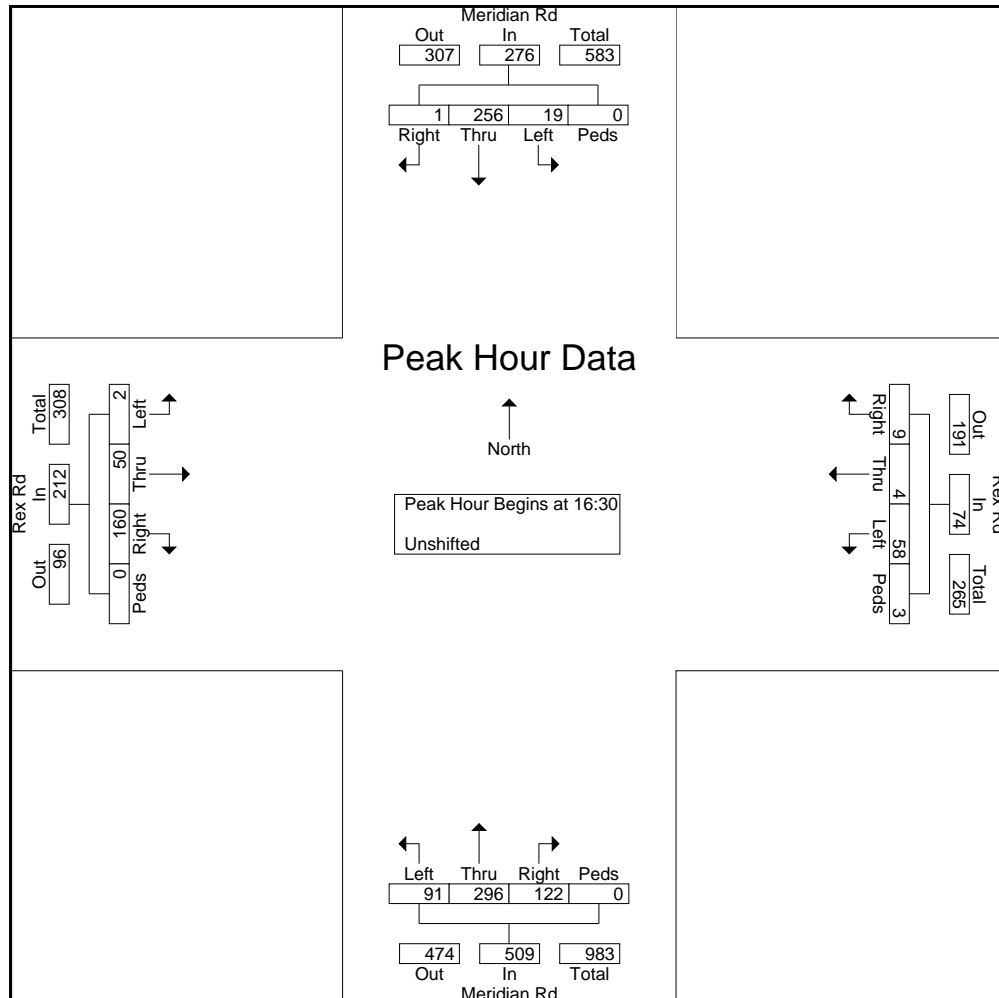 Meridian Rd
Out In Total
307 276 583
1 256 19 0
Right Thru Left Peds
Peak Hour Data
North
Peak Hour Begins at 16:30
Unshifted
Rex Rd
Out In Total
96 212 308
Left Thru Right Peds
2 50 160 0
Rex Rd
Out In Total
191 74 265
Right Thru Left Peds
9 4 58 3
Left Thru Right Peds
91 296 122 0
474 509 983
Out In Total
Meridian Rd